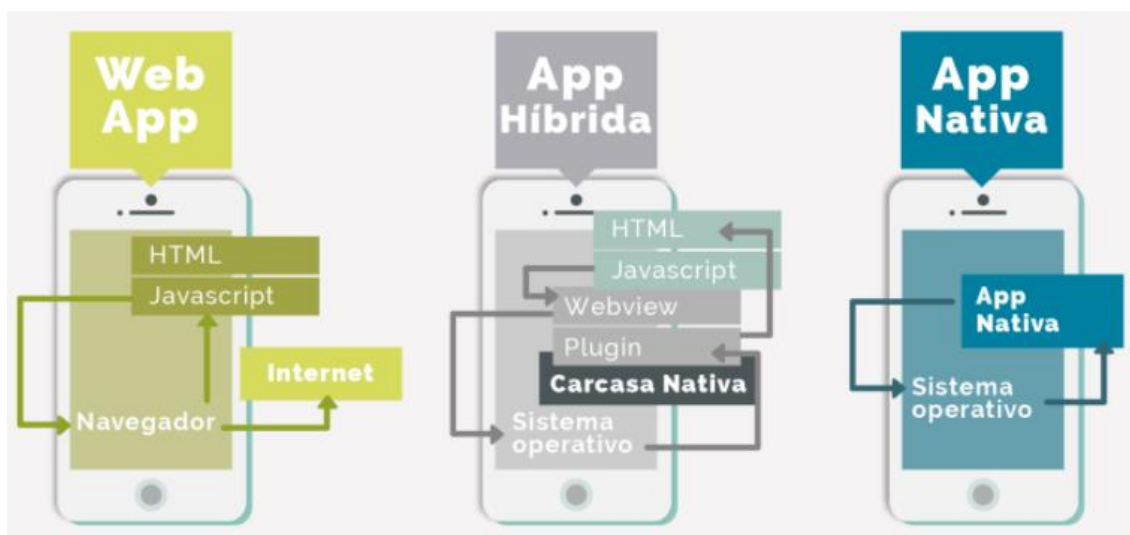 Web
App
HTML
Javascript
Internet
Navegador
App
Híbrida
HTML
Javascript
Webview
Plugin
Carcasa Nativa
Sistema
operativo
App
Nativa
App
Nativa
Sistema
operativo